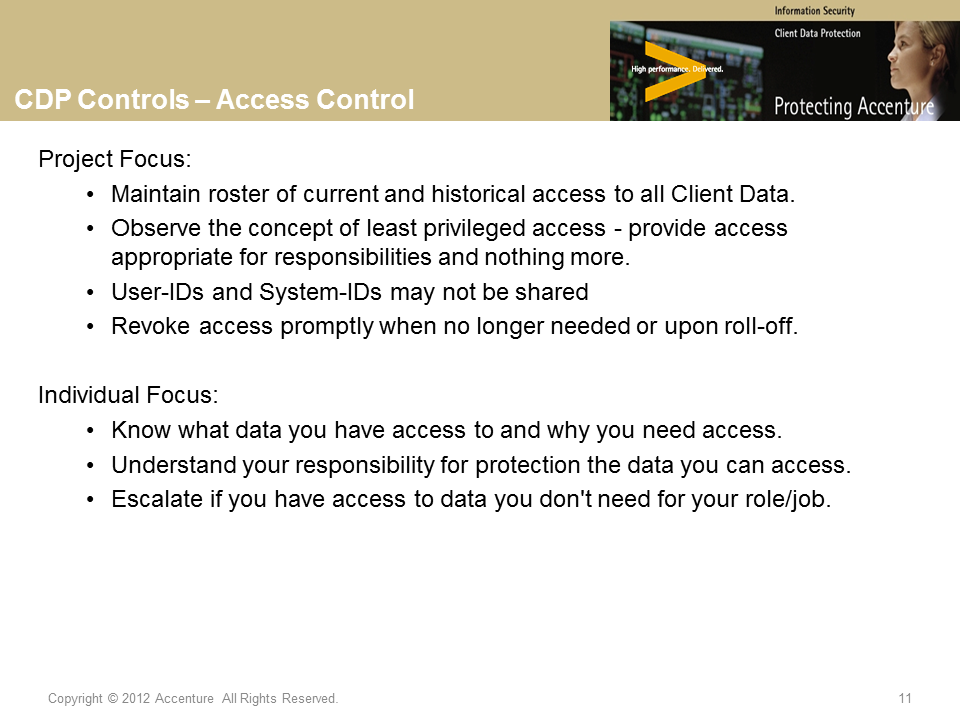 Information Security
Client Data Protection
High performance. Delivered.
Protecting Accenture
CDP Controls – Access Control
Project Focus:
• Maintain roster of current and historical access to all Client Data.
• Observe the concept of least privileged access - provide access
appropriate for responsibilities and nothing more.
• User-IDs and System-IDs may not be shared
• Revoke access promptly when no longer needed or upon roll-off.
Individual Focus:
• Know what data you have access to and why you need access.
• Understand your responsibility for protection the data you can access.
• Escalate if you have access to data you don't need for your role/job.
Copyright © 2012 Accenture All Rights Reserved.
11